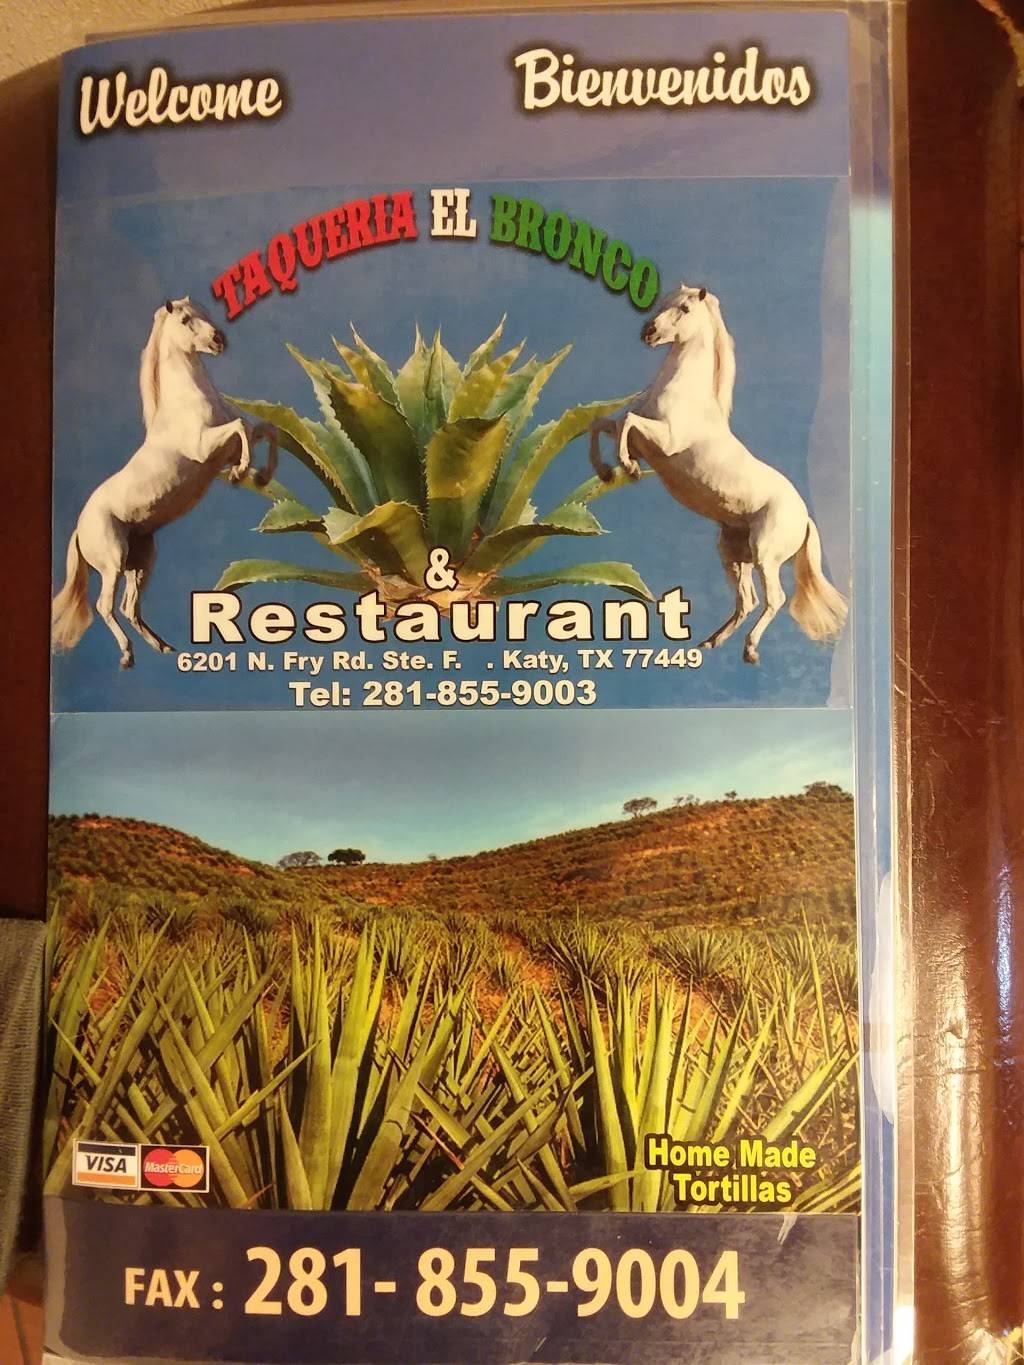 Welcome Bienvenidos
TAQUERIA EL BRONCO
&
Restaurant
6201 N. Fry Rd. Ste. F. . Katy, TX 77449
Tel: 281-855-9003
VISA MasterCard
Home Made
Tortillas
FAX : 281- 855-9004